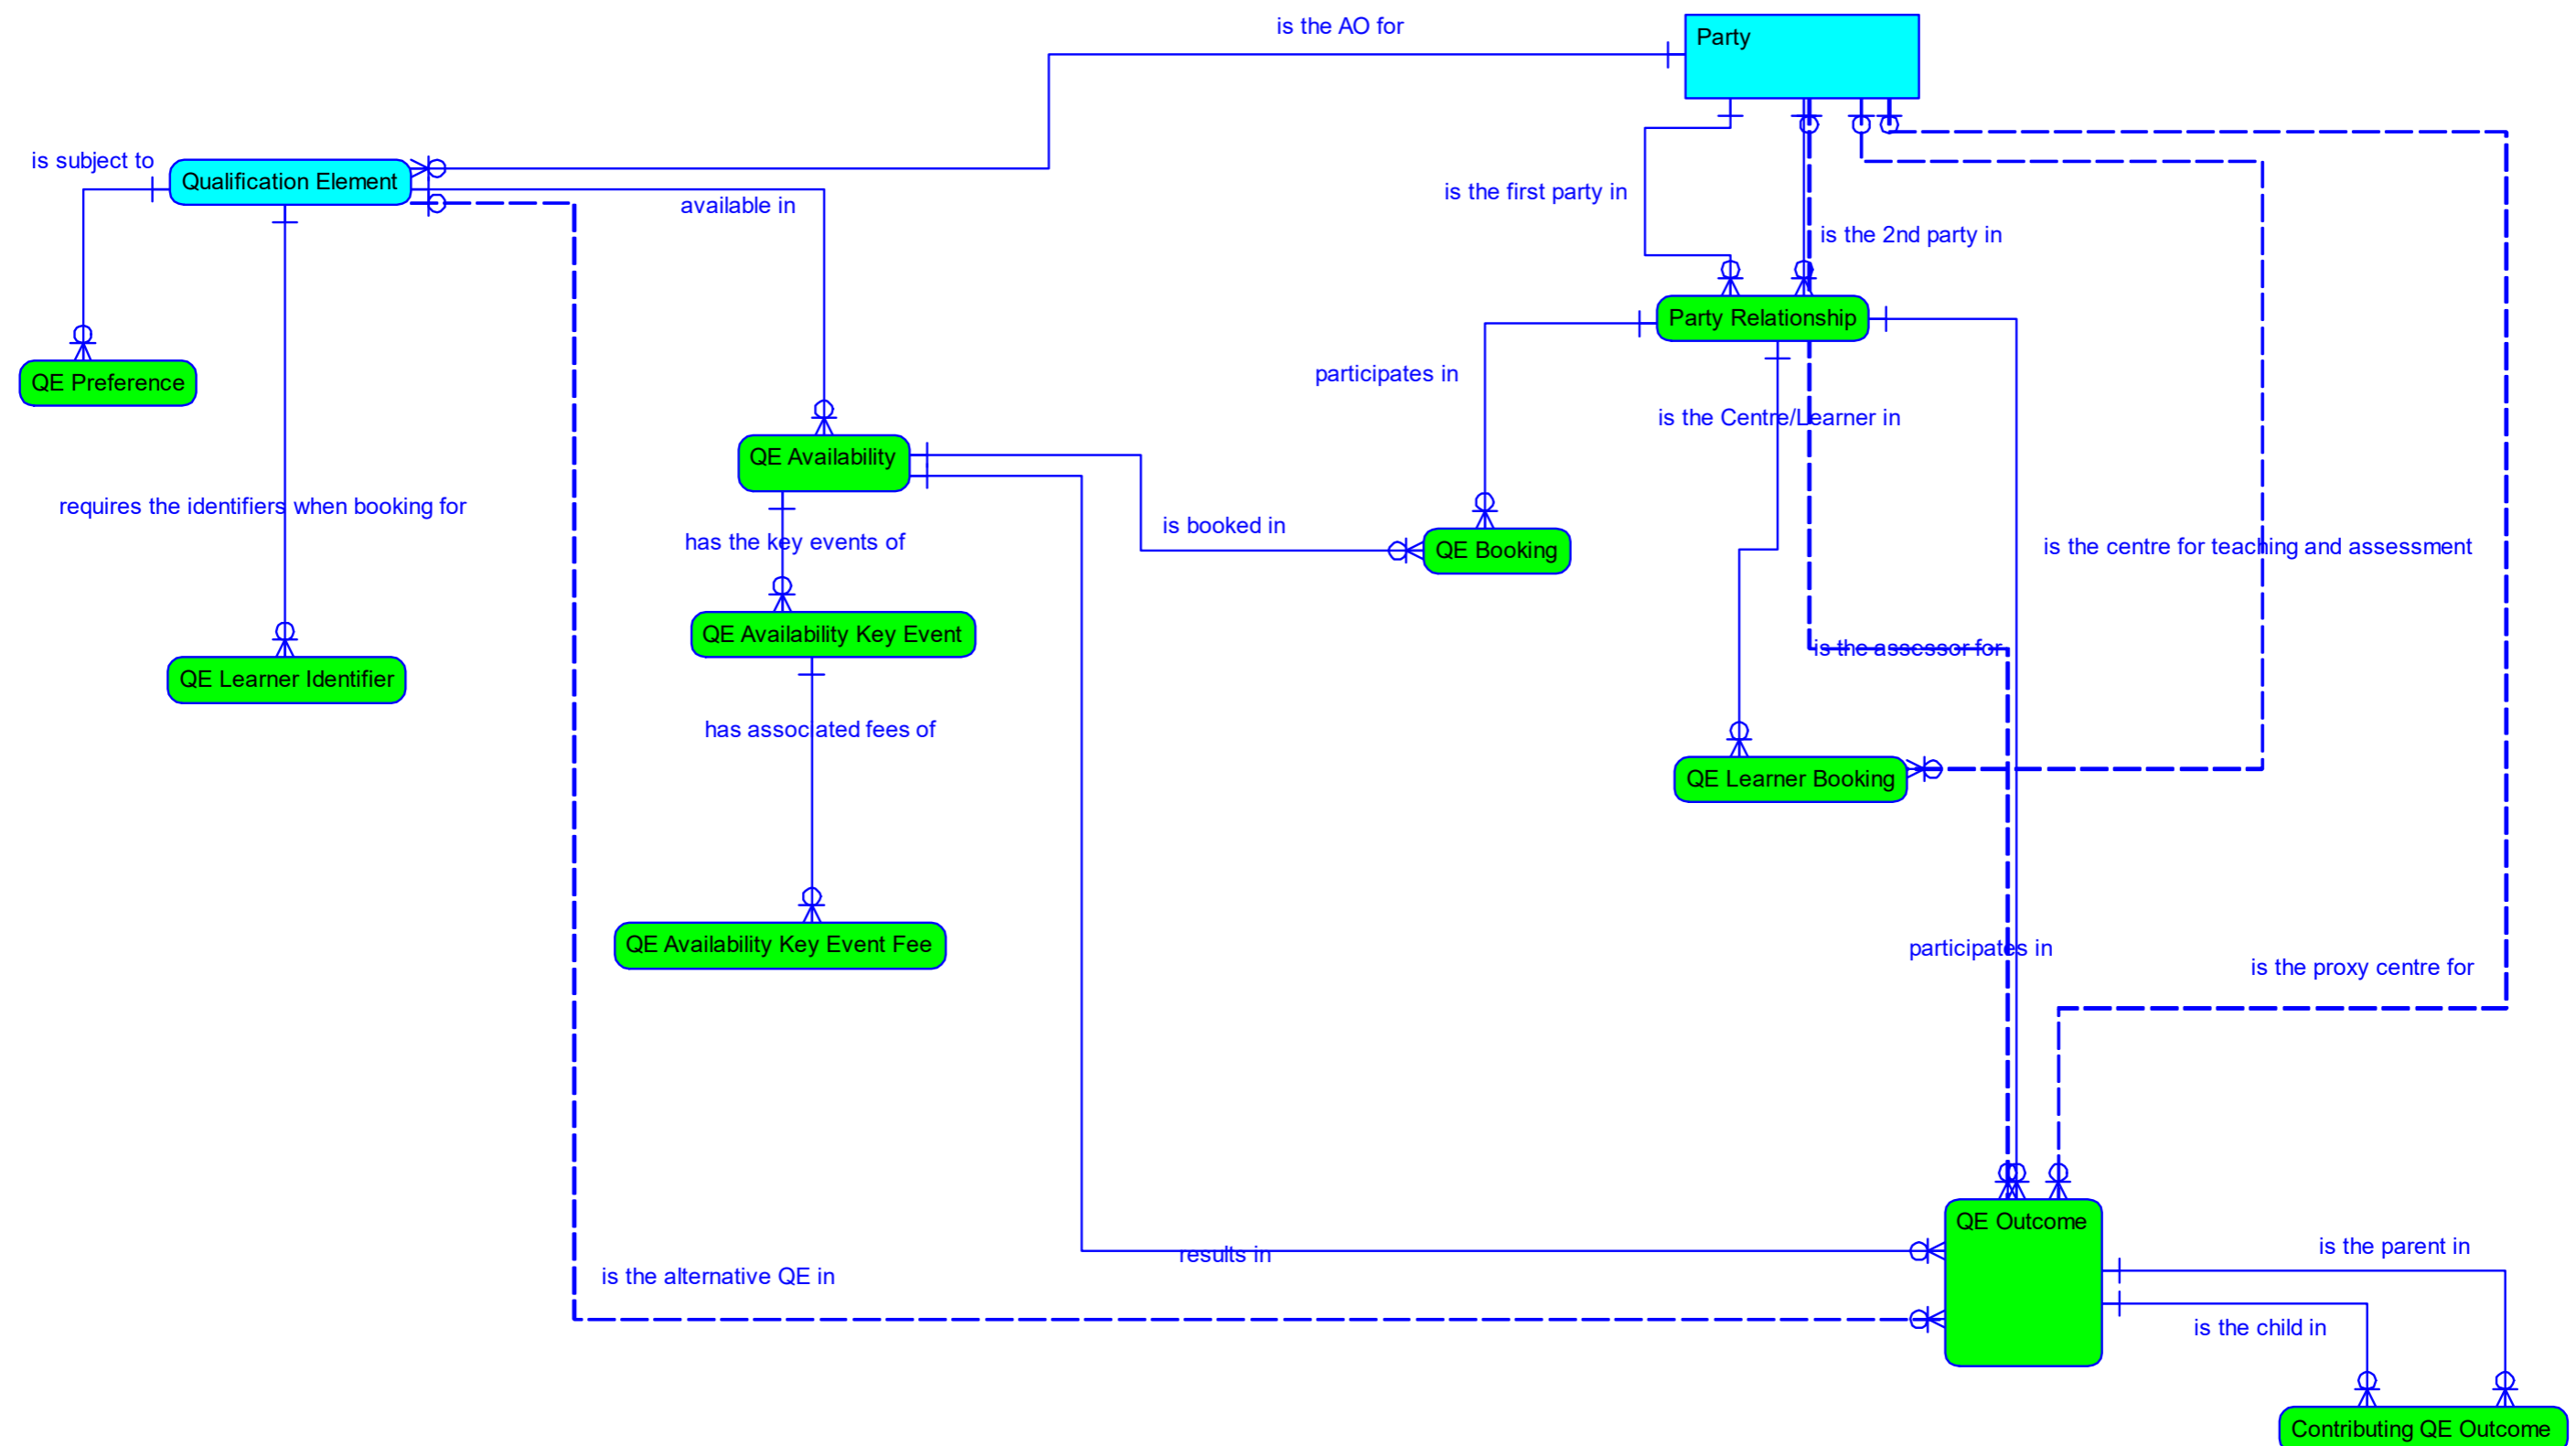 is the AO for
Party
is subject to
Qualification Element
available in
is the first party in
is the 2nd party in
Party Relationship
participates in
QE Preference
is the Centre/Learner in
QE Availability
requires the identifiers when booking for
is booked in
has the key events of
QE Booking
is the centre for teaching and assessment
QE Availability Key Event
is the assessor for
QE Learner Identifier
has associated fees of
QE Learner Booking
QE Availability Key Event Fee
participates in
is the proxy centre for
QE Outcome
results in
is the parent in
is the alternative QE in
is the child in
Contributing QE Outcome